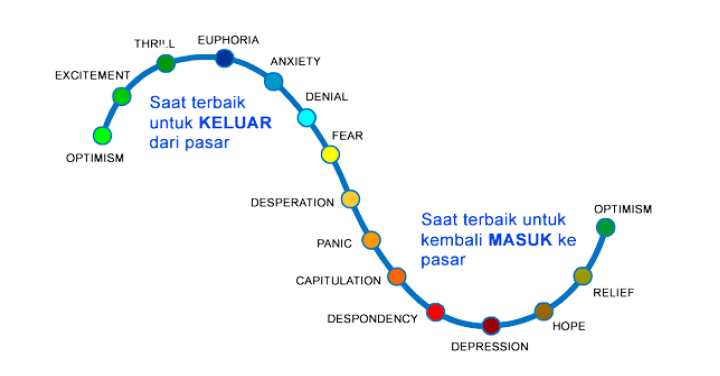 THRILL
EUPHORIA
EXCITEMENT
ANXIETY
Saat terbaik
untuk KELUAR
dari pasar
DENIAL
FEAR
OPTIMISM
DESPERATION
OPTIMISM
Saat terbaik untuk
kembali MASUK ke
pasar
PANIC
CAPITULATION
RELIEF
DESPONDENCY
HOPE
DEPRESSION